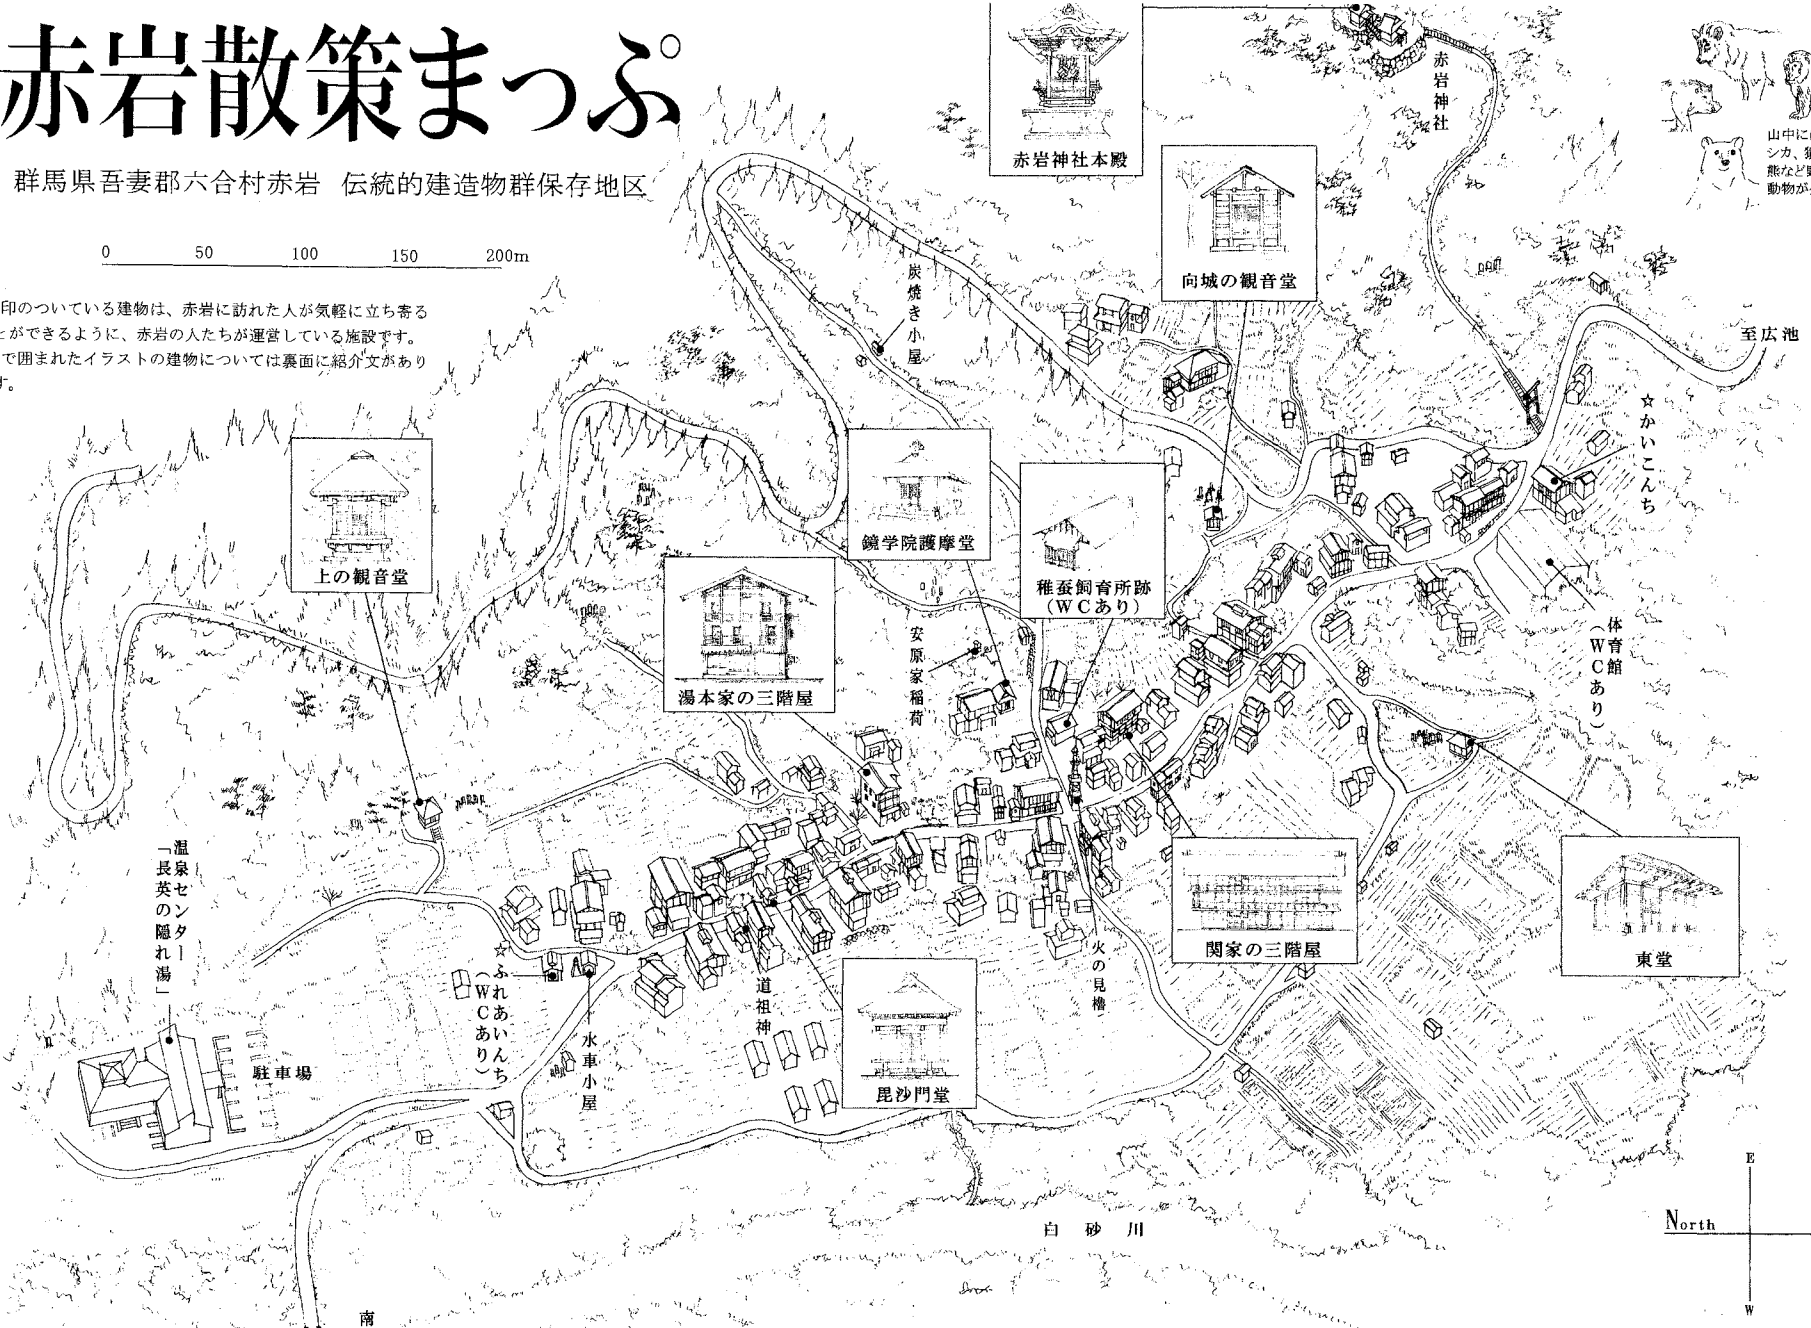 赤岩散策まっぷ
群馬県吾妻郡六合村赤岩 伝統的建造物群保存地区
0 50 100 150 200m
印のついている建物は、赤岩に訪れた人が気軽に立ち寄る
とができるように、赤岩の人たちが運営している施設です。
で囲まれたイラストの建物については裏面に紹介文があり
す。
赤岩神社本殿
赤岩神社
山中に
シカ、
熊など
動物が
向城の観音堂
至広池
炭焼き小屋
☆かいこんち
上の観音堂
鏡学院護摩堂
稚蚕飼育所跡
(WCあり)
湯本家の三階屋
安原家稲荷
体育館
(WCあり)
温泉センター
「長英の隠れ湯」
駐車場
☆ふれあいんち
(WCあり)
水車小屋
道祖神
毘沙門堂
火の見櫓
関家の三階屋
東堂
白砂川
南
E
North
W